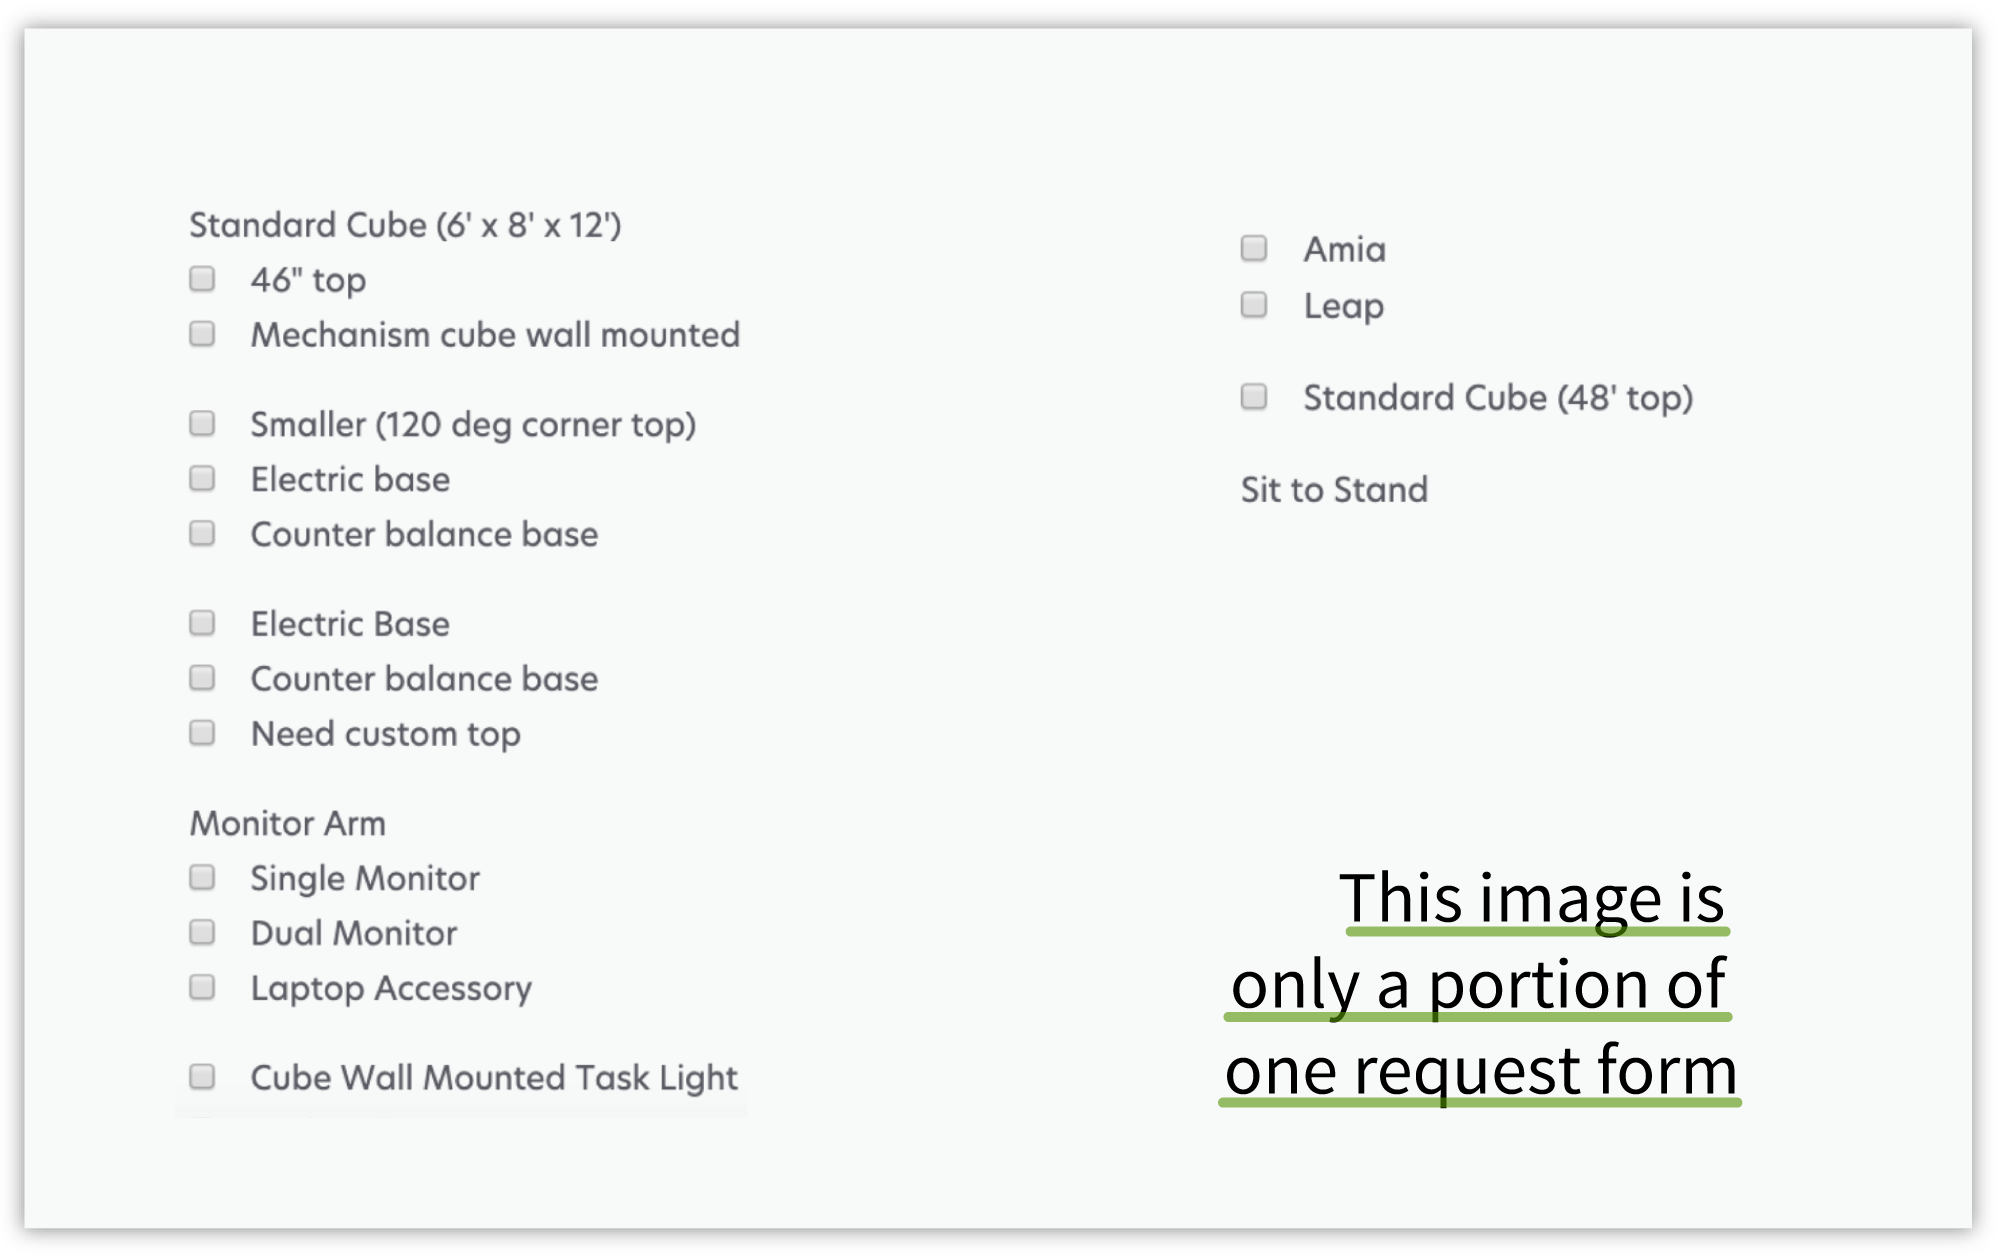 Standard Cube (6' x 8' x 12')
46" top
Mechanism cube wall mounted
Smaller (120 deg corner top)
Electric base
Counter balance base
Electric Base
Counter balance base
Need custom top
Monitor Arm
Single Monitor
Dual Monitor
Laptop Accessory
Cube Wall Mounted Task Light
Amia
Leap
Standard Cube (48' top)
Sit to Stand
This image is
only a portion of
one request form